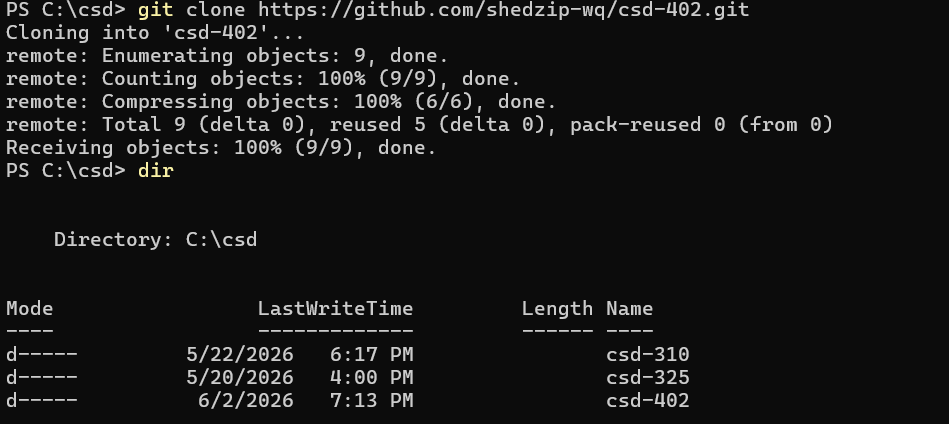 PS C:\csd> git clone https://github.com/shedzip-wq/csd-402.git
Cloning into 'csd-402'...
remote: Enumerating objects: 9, done.
remote: Counting objects: 100% (9/9), done.
remote: Compressing objects: 100% (6/6), done.
remote: Total 9 (delta 0), reused 5 (delta 0), pack-reused 0 (from 0)
Receiving objects: 100% (9/9), done.
PS C:\csd> dir
Directory: C:\csd
Mode LastWriteTime Length Name
---- ------------- ------ ----
d----- 5/22/2026 6:17 PM csd-310
d----- 5/20/2026 4:00 PM csd-325
d----- 6/2/2026 7:13 PM csd-402